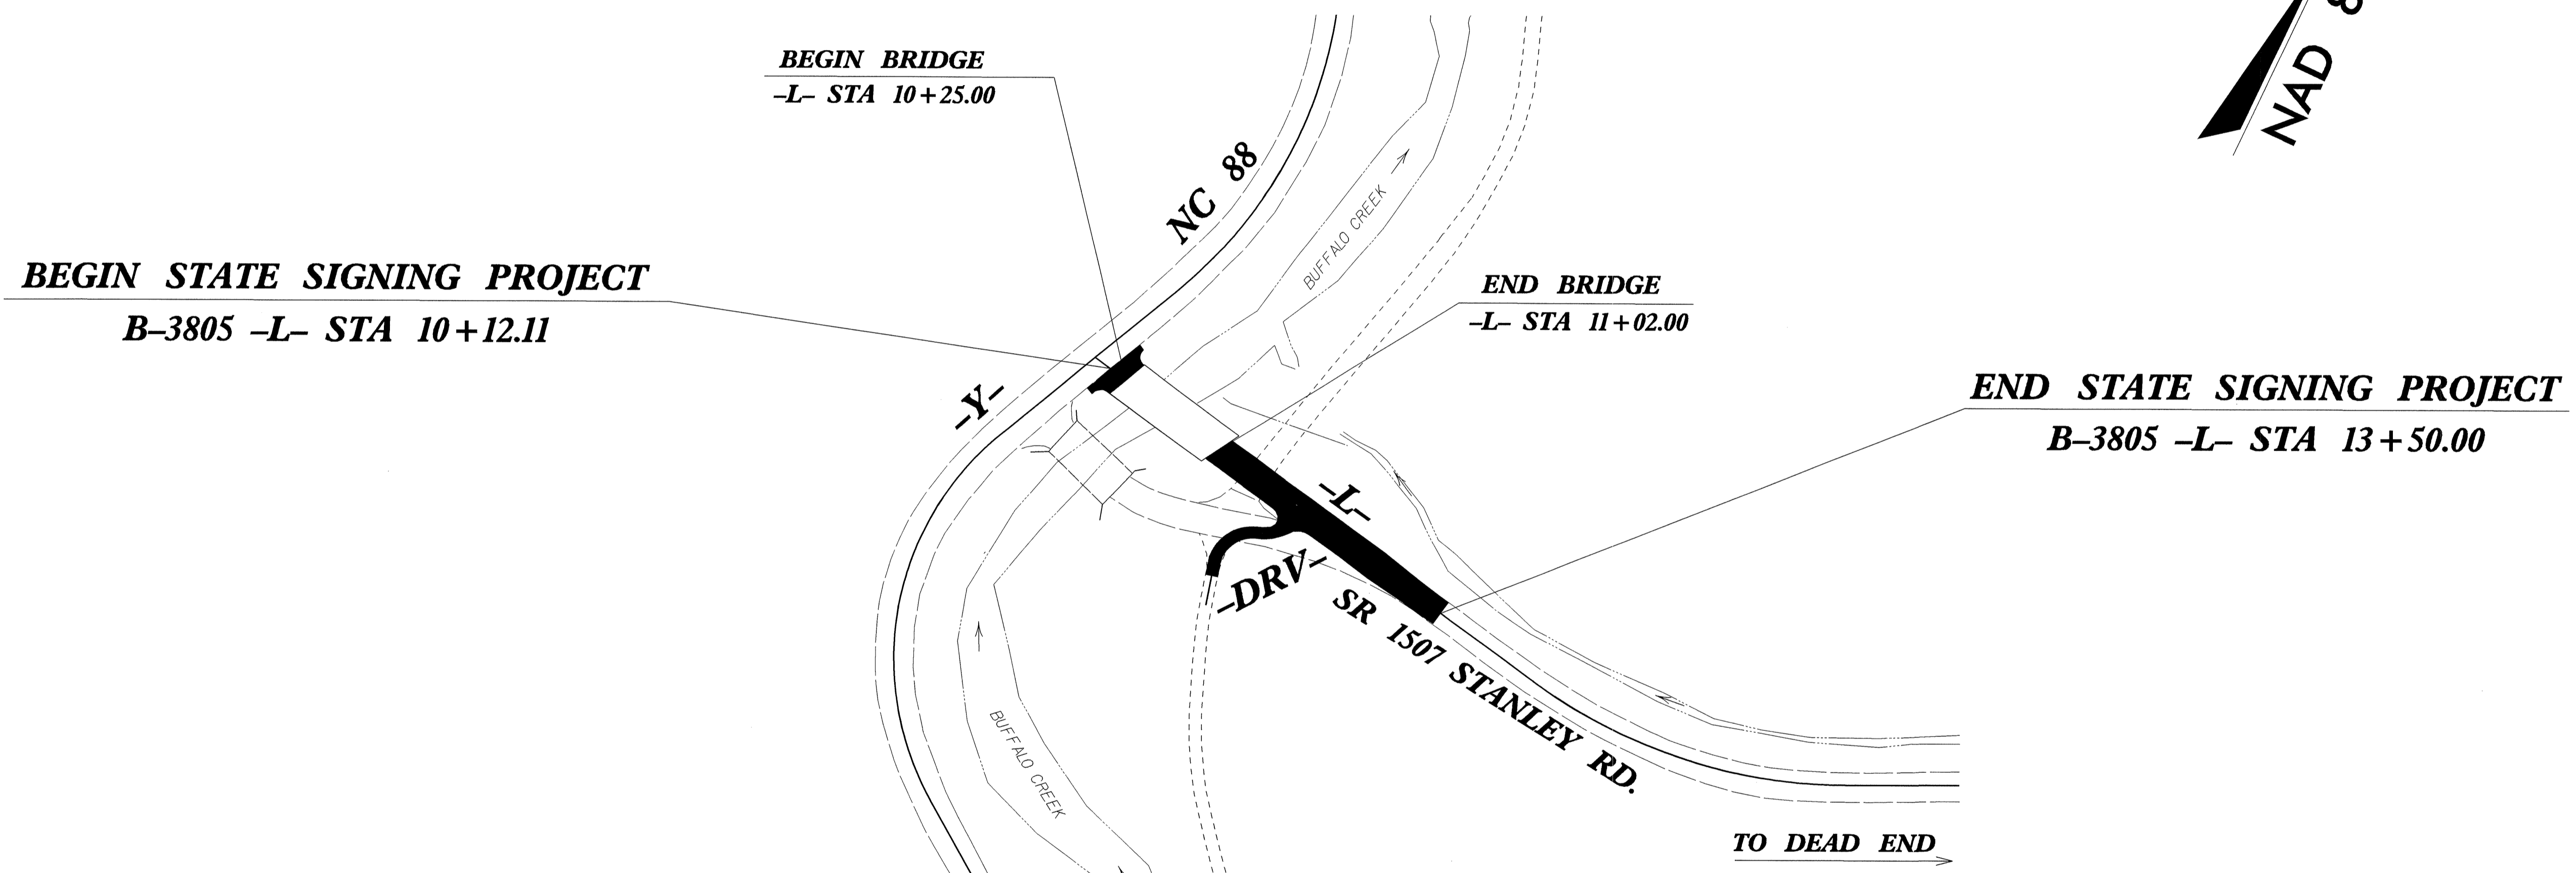 BEGIN BRIDGE
-L- STA 10+25.00
NAD 8
NC 88
BUFFALO CREEK
BEGIN STATE SIGNING PROJECT
B-3805 -L- STA 10+12.11
END BRIDGE
-L- STA 11+02.00
-Y-
END STATE SIGNING PROJECT
B-3805 -L- STA 13+50.00
-L-
-DRV-
SR 1507 STANLEY RD.
BUFFALO CREEK
TO DEAD END